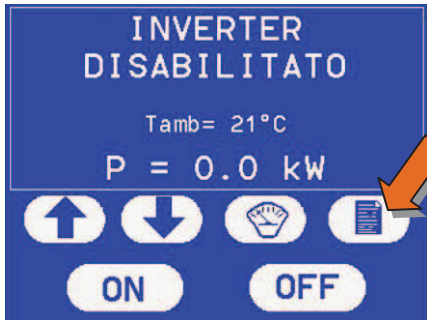 INVERTER
DISABILITATO
Tamb= 21°C
P = 0.0 kW
ON OFF